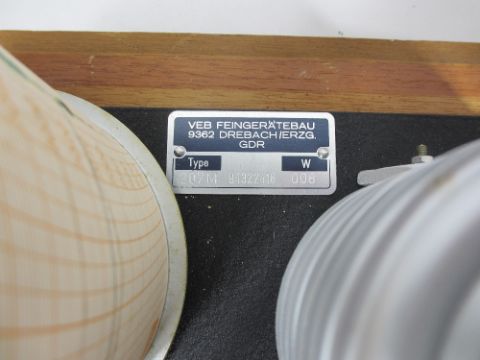 VEB FEINGERÄTEBAU
9362 DREBACH/ERZG.
GDR
Type W
008